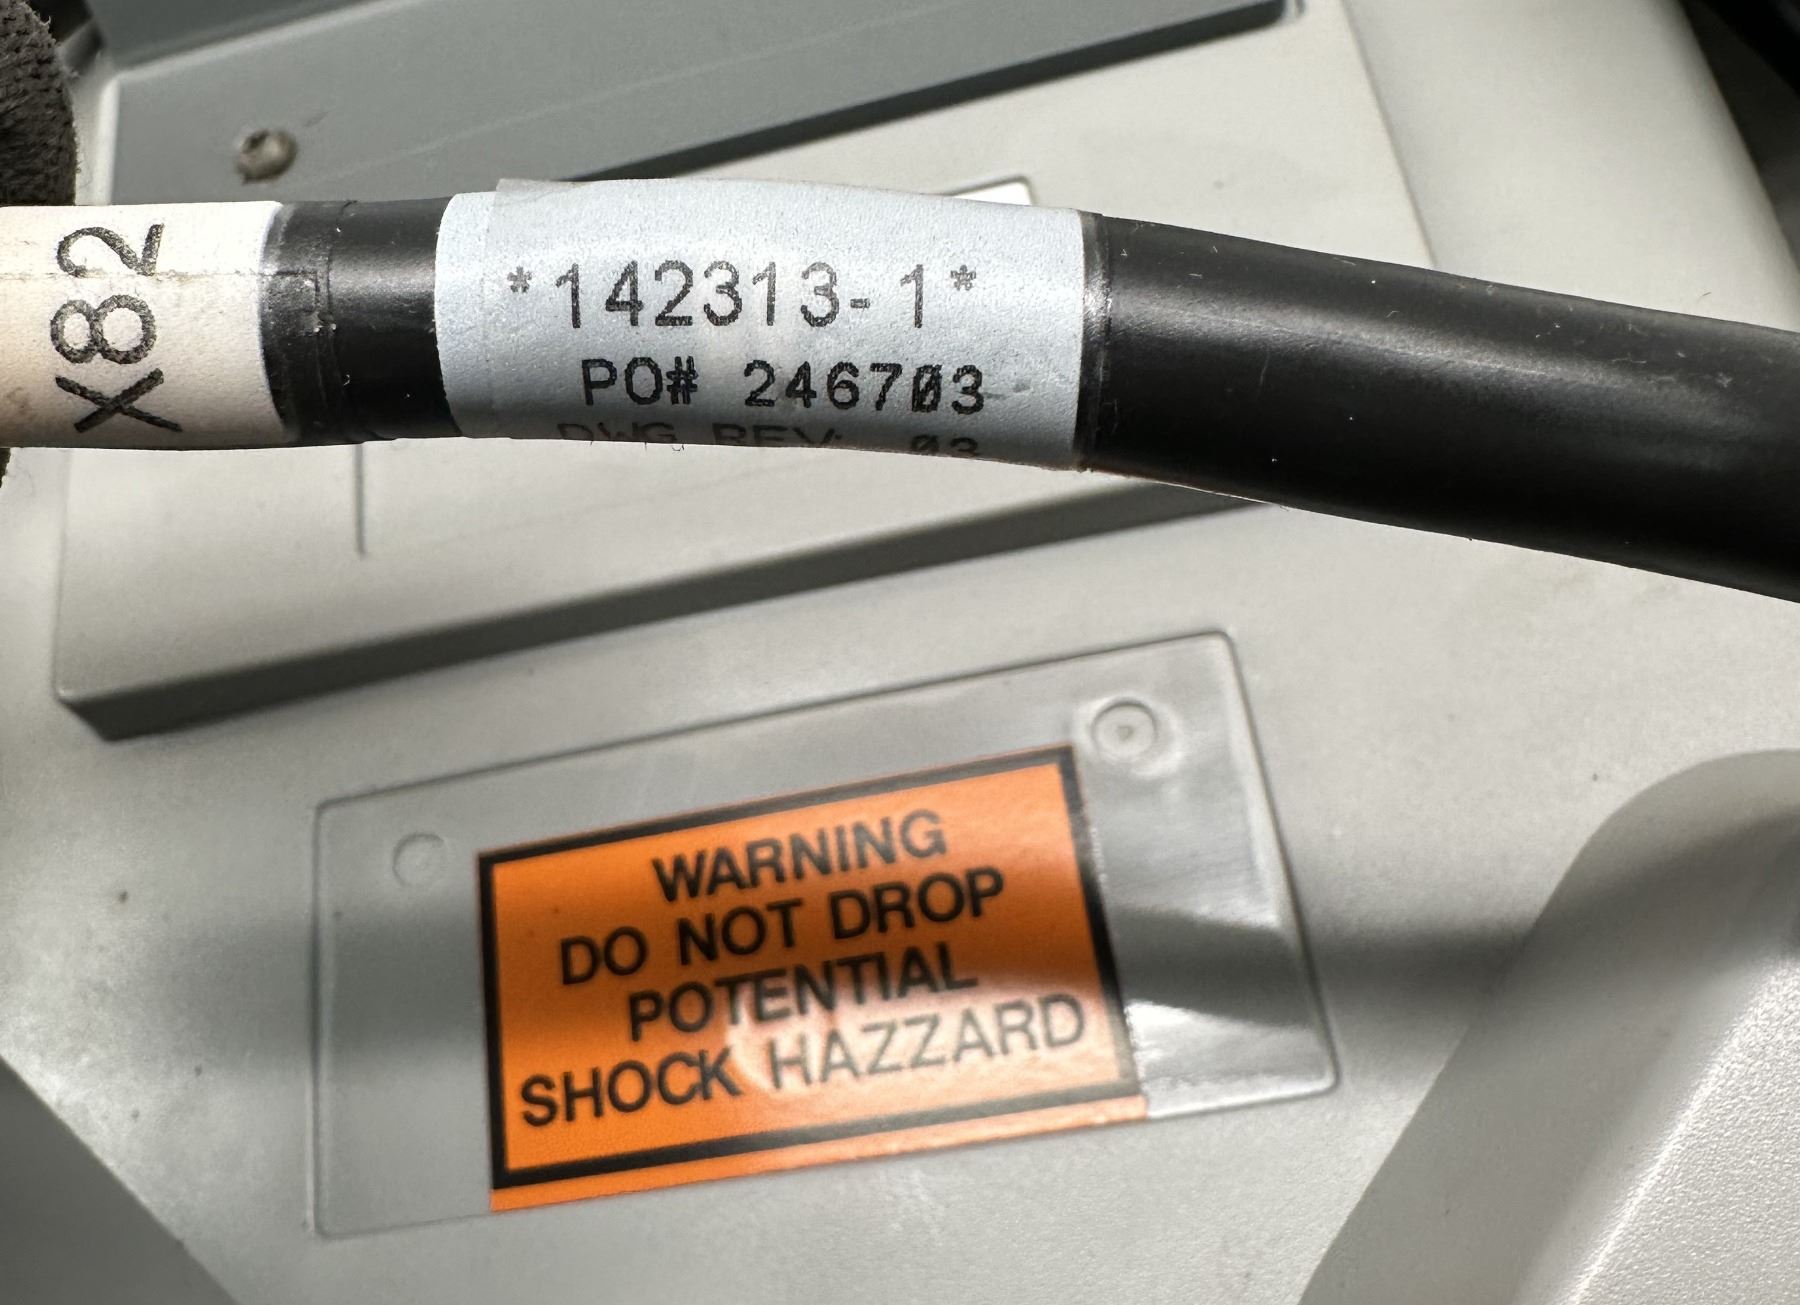 X82
*142313-1*
PO# 246703
DWG REV: 03
WARNING
DO NOT DROP
POTENTIAL
SHOCK HAZZARD